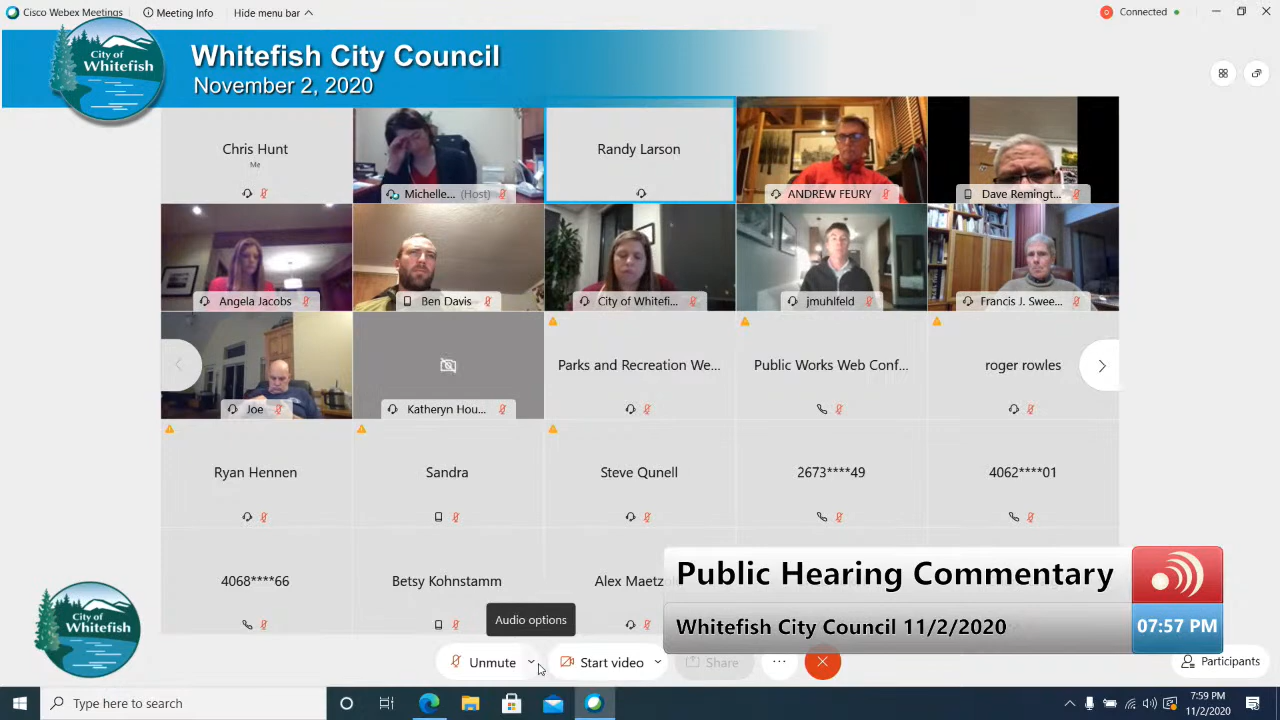 Cisco Webex Meetings
Meeting Info
Hide menu bar
Connected
City of
Whitefish
Whitefish City Council
November 2, 2020
Chris Hunt
Me
Michelle... (Host)
Randy Larson
ANDREW FEURY
Dave Remingt...
Angela Jacobs
Ben Davis
City of Whitefi...
jmuhlfeld
Francis J. Swee...
Joe
Katheryn Hou...
Parks and Recreation We...
Public Works Web Conf...
roger rowles
Ryan Hennen
Sandra
Steve Qunell
2673****49
4062****01
4068****66
Betsy Kohnstamm
Alex Maetzo
Public Hearing Commentary
Whitefish City Council 11/2/2020
07:57 PM
City of
Whitefish
Audio options
Unmute
Start video
Share
Participants
Type here to search
7:59 PM
11/2/2020